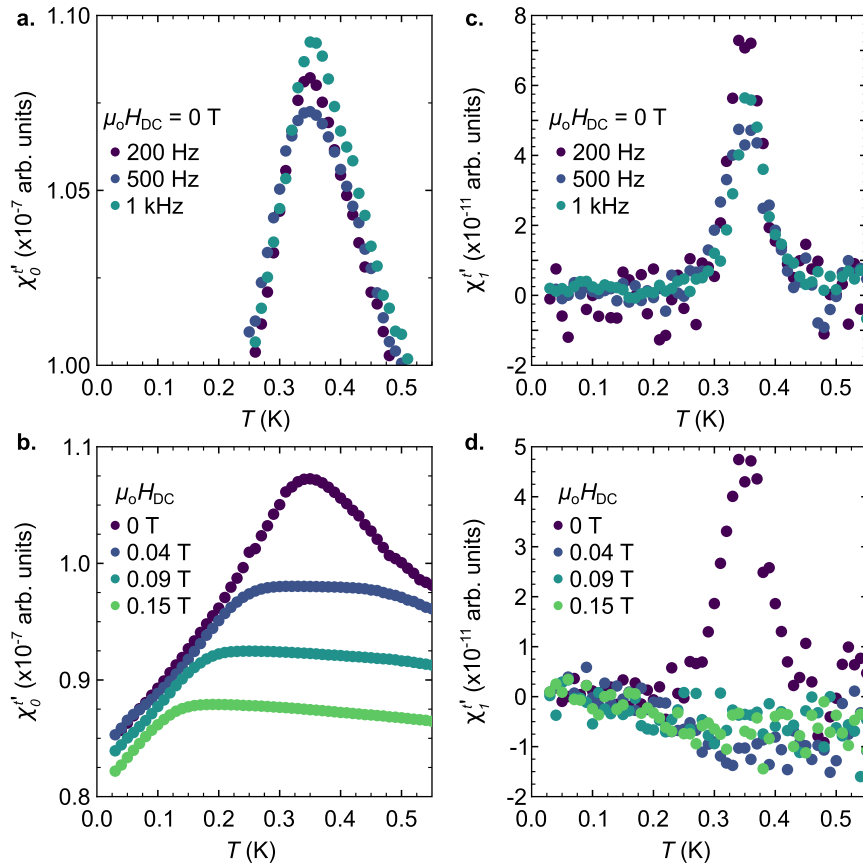 a.
1.10
1.05
1.00
χ₀ᵗ' (x10⁻⁷ arb. units)
μₒH_DC = 0 T
200 Hz
500 Hz
1 kHz
0.0 0.1 0.2 0.3 0.4 0.5
T (K)
c.
8
6
4
2
0
-2
χ₁ᵗ'' (x10⁻¹¹ arb. units)
μₒH_DC = 0 T
200 Hz
500 Hz
1 kHz
0.0 0.1 0.2 0.3 0.4 0.5
T (K)
b.
1.1
1.0
0.9
0.8
χ₀ᵗ' (x10⁻⁷ arb. units)
μₒH_DC
0 T
0.04 T
0.09 T
0.15 T
0.0 0.1 0.2 0.3 0.4 0.5
T (K)
d.
5
4
2
1
0
-1
-2
χ₁ᵗ'' (x10⁻¹¹ arb. units)
μₒH_DC
0 T
0.04 T
0.09 T
0.15 T
0.0 0.1 0.2 0.3 0.4 0.5
T (K)